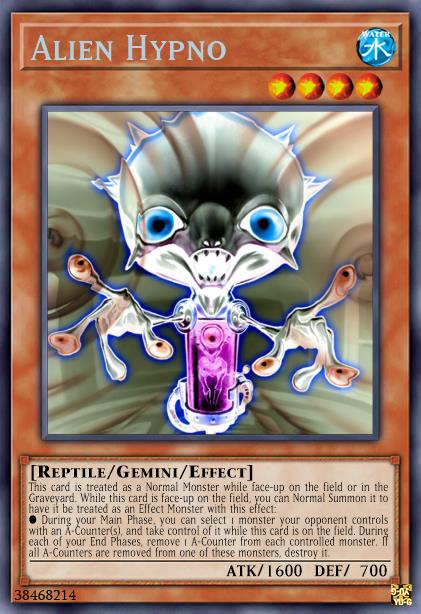 Alien Hypno
WATER
水
[Reptile/Gemini/Effect]
This card is treated as a Normal Monster while face-up on the field or in the
Graveyard. While this card is face-up on the field, you can Normal Summon it to
have it be treated as an Effect Monster with this effect:
● During your Main Phase, you can select 1 monster your opponent controls
with an A-Counter(s), and take control of it while this card is on the field. During
each of your End Phases, remove 1 A-Counter from each controlled monster. If
all A-Counters are removed from one of these monsters, destroy it.
ATK/1600 DEF/ 700
38468214